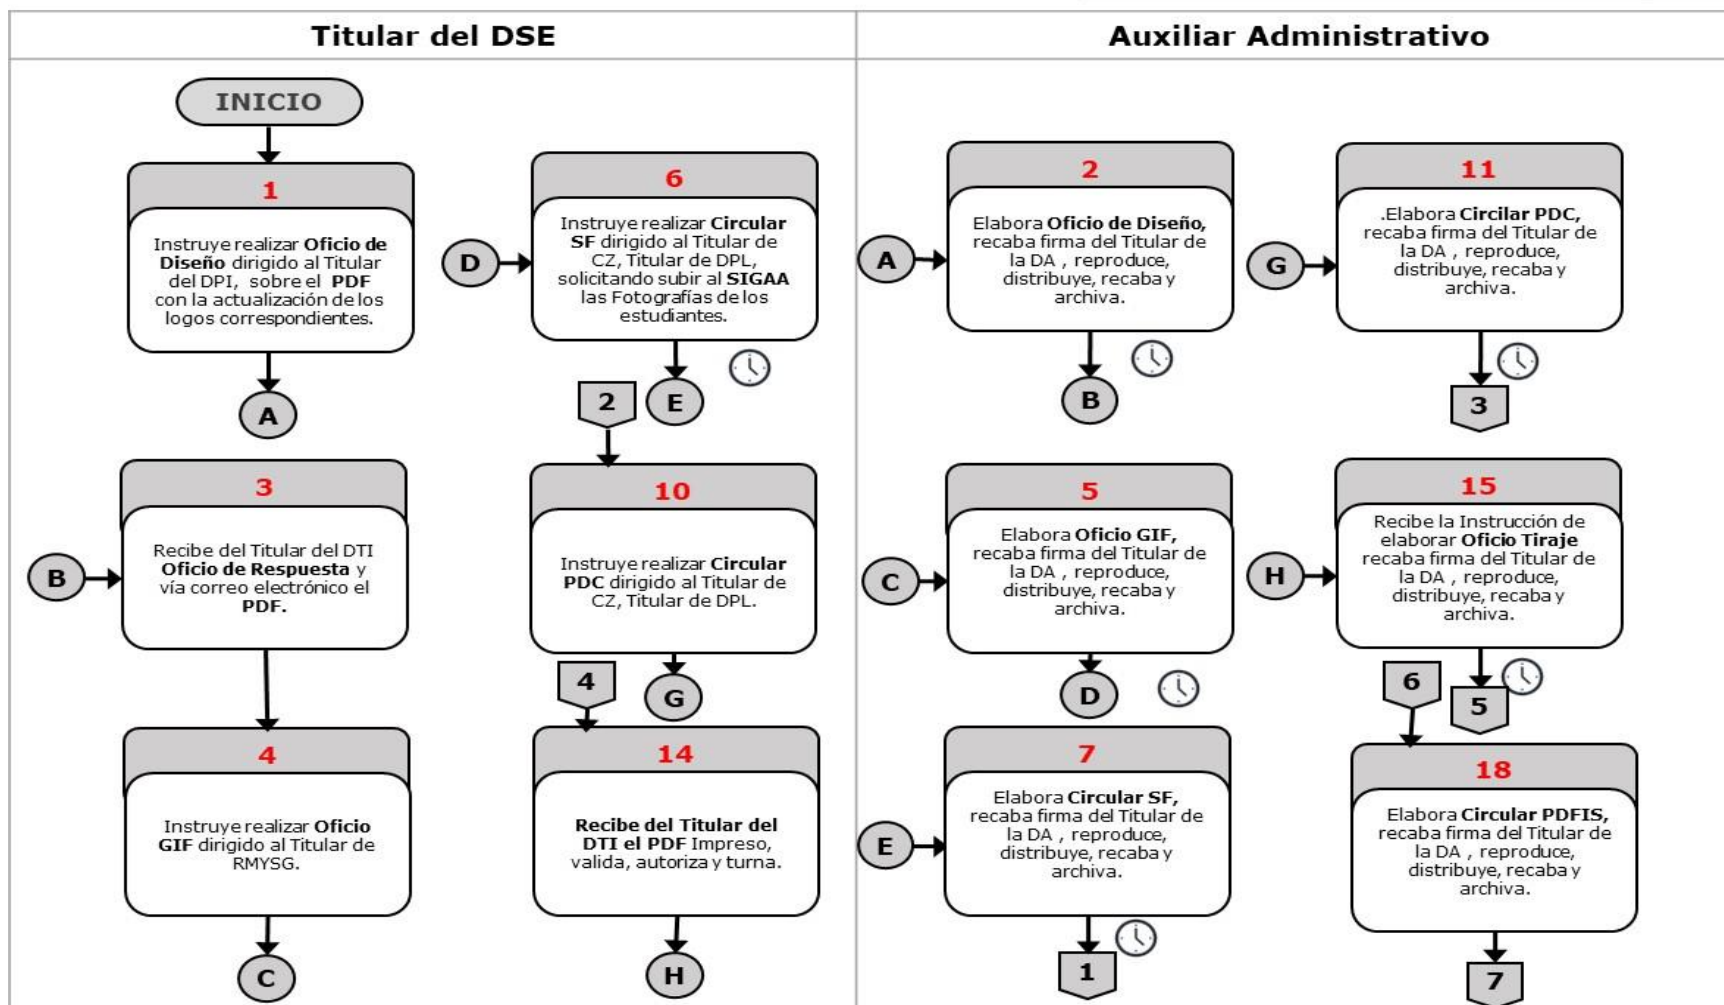 Titular del DSE
Auxiliar Administrativo
INICIO
1
Instruye realizar Oficio de
Diseño dirigido al Titular
del DPI, sobre el PDF
con la actualización de los
logos correspondientes.
A
B
3
Recibe del Titular del DTI
Oficio de Respuesta y
vía correo electrónico el
PDF.
4
Instruye realizar Oficio
GIF dirigido al Titular de
RMYSG.
C
D
6
Instruye realizar Circular
SF dirigido al Titular de
CZ, Titular de DPL,
solicitando subir al SIGAA
las Fotografías de los
estudiantes.
E
2
10
Instruye realizar Circular
PDC dirigido al Titular de
CZ, Titular de DPL.
G
4
14
Recibe del Titular del
DTI el PDF Impreso,
valida, autoriza y turna.
H
A
2
Elabora Oficio de Diseño,
recaba firma del Titular de
la DA , reproduce,
distribuye, recaba y
archiva.
B
C
5
Elabora Oficio GIF,
recaba firma del Titular de
la DA , reproduce,
distribuye, recaba y
archiva.
D
E
7
Elabora Circular SF,
recaba firma del Titular de
la DA , reproduce,
distribuye, recaba y
archiva.
1
G
11
.Elabora Circilar PDC,
recaba firma del Titular de
la DA , reproduce,
distribuye, recaba y
archiva.
3
H
15
Recibe la Instrucción de
elaborar Oficio Tiraje
recaba firma del Titular de
la DA , reproduce,
distribuye, recaba y
archiva.
5
6
18
Elabora Circular PDFIS,
recaba firma del Titular de
la DA , reproduce,
distribuye, recaba y
archiva.
7